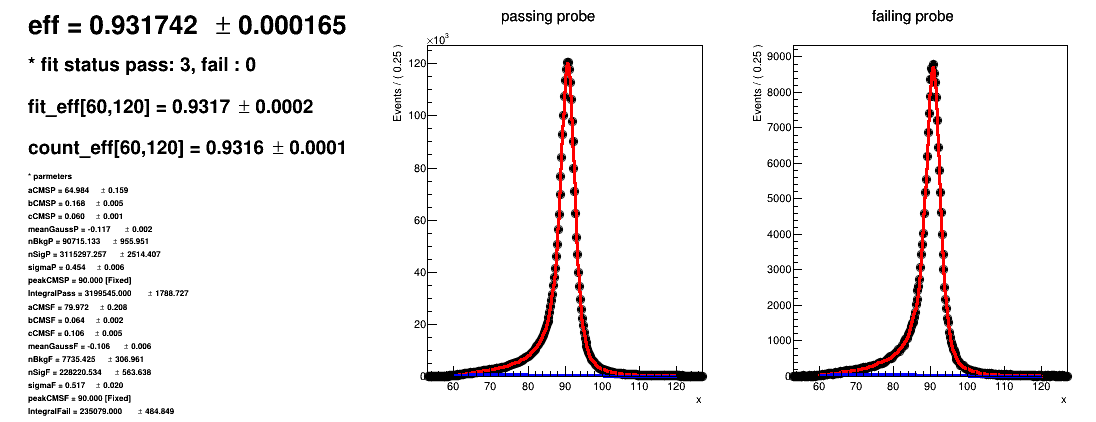 eff = 0.931742 ± 0.000165
* fit status pass: 3, fail : 0
fit_eff[60,120] = 0.9317 ± 0.0002
count_eff[60,120] = 0.9316 ± 0.0001
* parmeters
aCMSP = 64.984 ± 0.159
bCMSP = 0.168 ± 0.005
cCMSP = 0.060 ± 0.001
meanGaussP = -0.117 ± 0.002
nBkgP = 90715.133 ± 955.951
nSigP = 3115297.257 ± 2514.407
sigmaP = 0.454 ± 0.006
peakCMSP = 90.000 [Fixed]
IntegralPass = 3199545.000 ± 1788.727
aCMSF = 79.972 ± 0.208
bCMSF = 0.064 ± 0.002
cCMSF = 0.106 ± 0.005
meanGaussF = -0.106 ± 0.006
nBkgF = 7735.425 ± 306.961
nSigF = 228220.534 ± 563.638
sigmaF = 0.517 ± 0.020
peakCMSF = 90.000 [Fixed]
IntegralFail = 235079.000 ± 484.849
passing probe
×10³
Events / ( 0.25 )
120
100
80
60
40
20
0
60 70 80 90 100 110 120
x
failing probe
Events / ( 0.25 )
9000
8000
7000
6000
5000
4000
3000
2000
1000
0
60 70 80 90 100 110 120
x